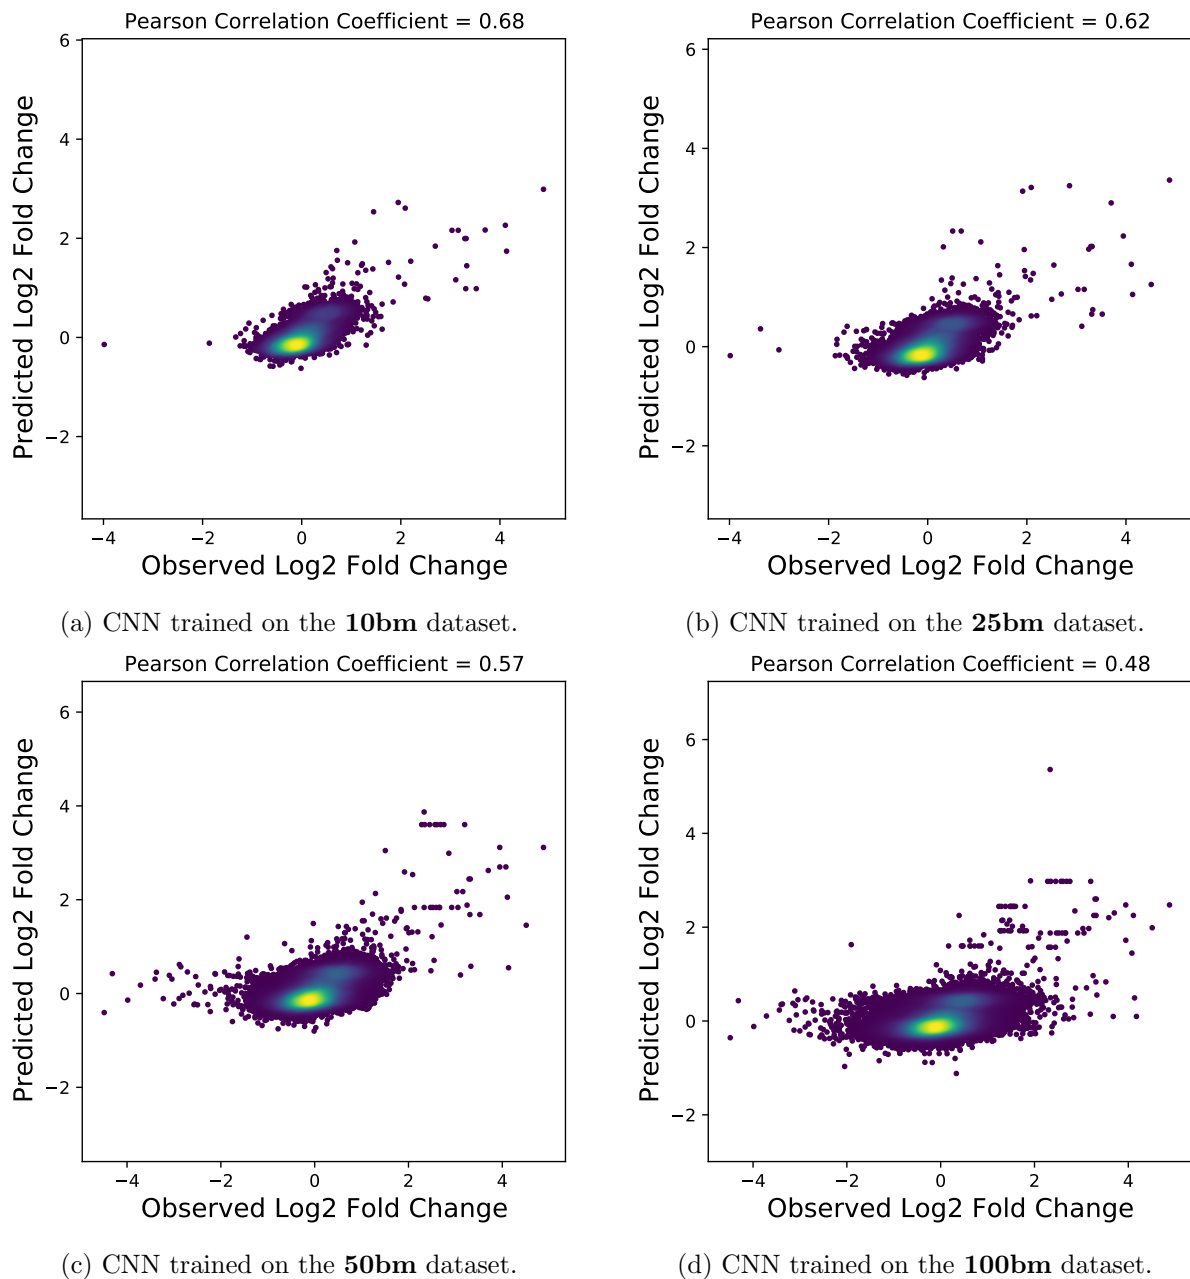 Pearson Correlation Coefficient = 0.68
Pearson Correlation Coefficient = 0.62
6
4
2
0
−2
Predicted Log2 Fold Change
−4 −2 0 2 4
Observed Log2 Fold Change
6
4
2
0
−2
Predicted Log2 Fold Change
−4 −2 0 2 4
Observed Log2 Fold Change
(a) CNN trained on the 10bm dataset.
(b) CNN trained on the 25bm dataset.
Pearson Correlation Coefficient = 0.57
Pearson Correlation Coefficient = 0.48
6
4
2
0
−2
Predicted Log2 Fold Change
−4 −2 0 2 4
Observed Log2 Fold Change
6
4
2
0
−2
Predicted Log2 Fold Change
−4 −2 0 2 4
Observed Log2 Fold Change
(c) CNN trained on the 50bm dataset.
(d) CNN trained on the 100bm dataset.